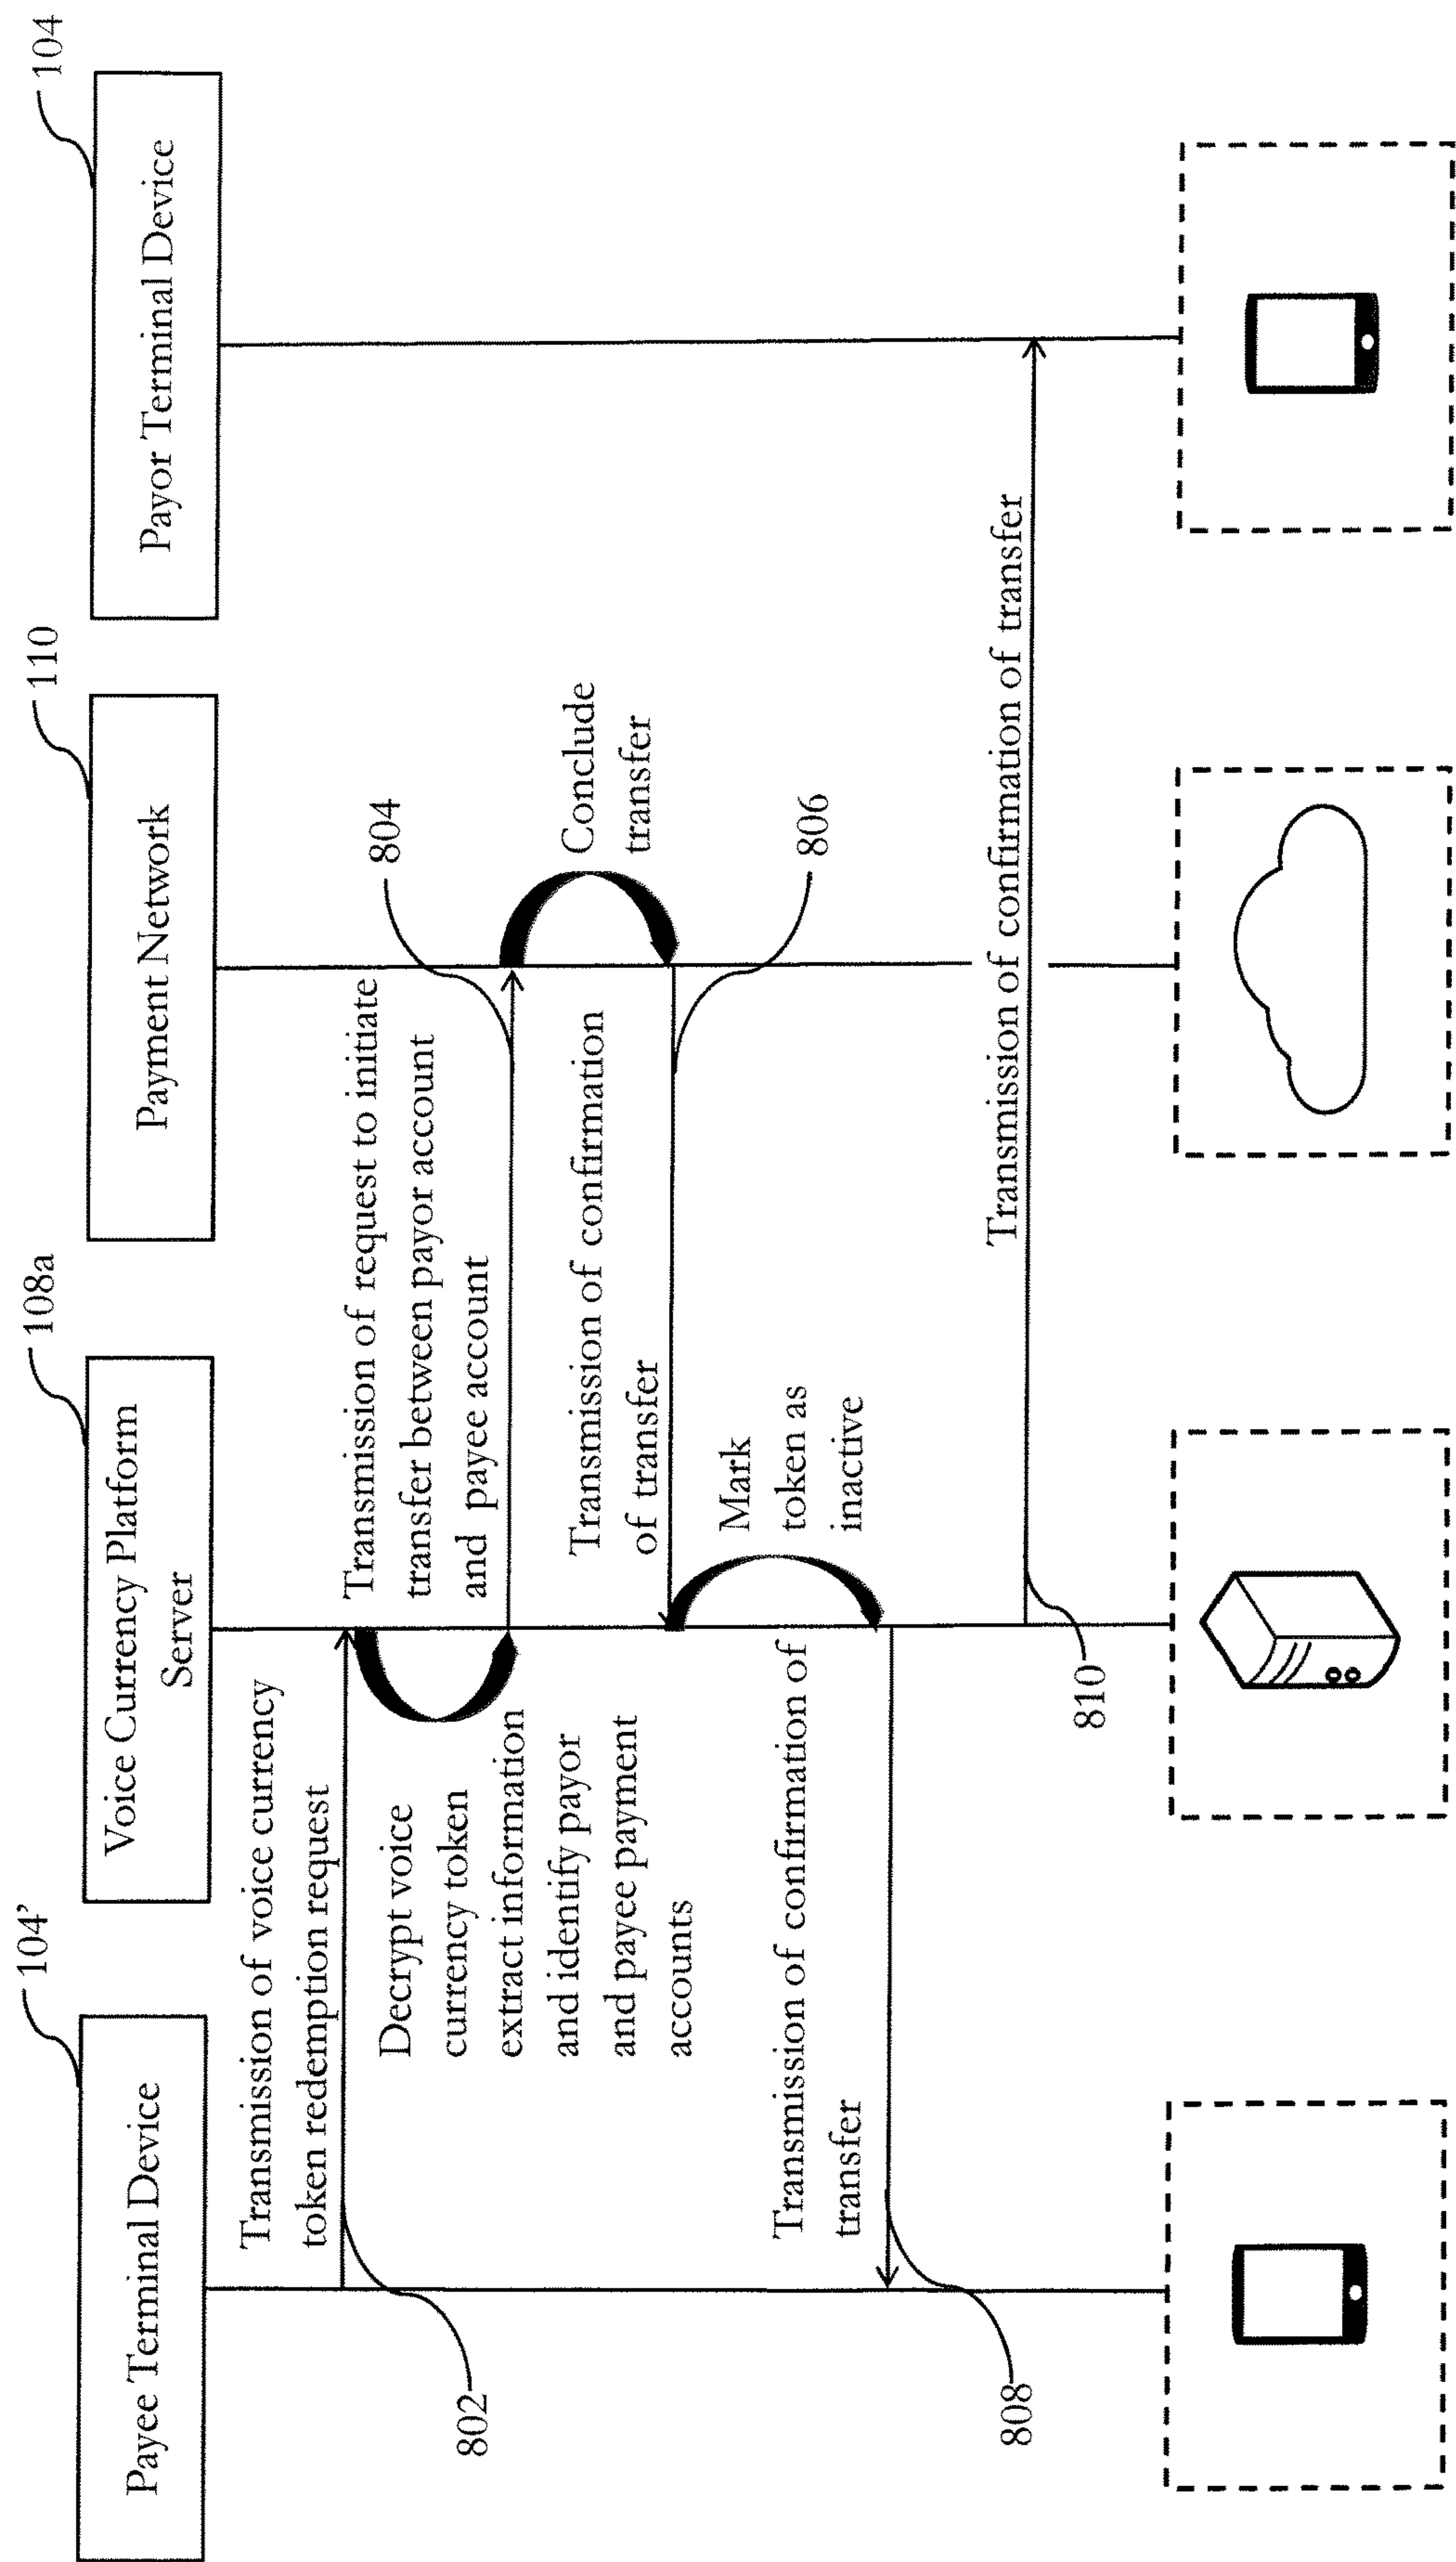 104’
Payee Terminal Device
108a
Voice Currency Platform
Server
110
Payment Network
104
Payor Terminal Device
Transmission of voice currency
token redemption request
802
Decrypt voice
currency token
extract information
and identify payor
and payee payment
accounts
Transmission of request to initiate
transfer between payor account
and payee account
804
Conclude
transfer
Transmission of confirmation
of transfer
806
Mark
token as
inactive
Transmission of confirmation of
transfer
808
Transmission of confirmation of transfer
810